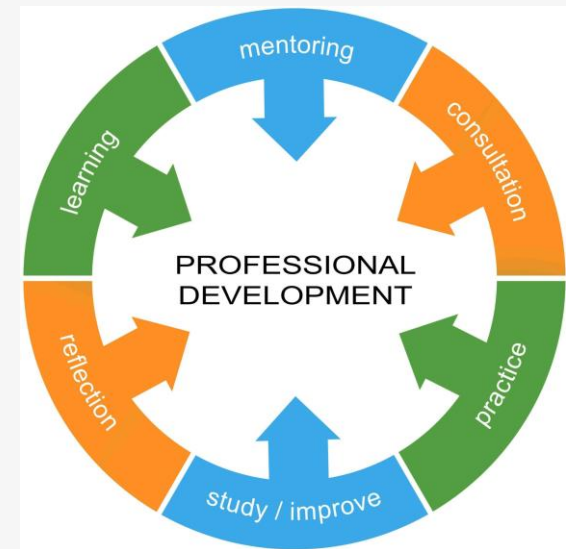 mentoring
consultation
practice
study / improve
reflection
learning
PROFESSIONAL
DEVELOPMENT